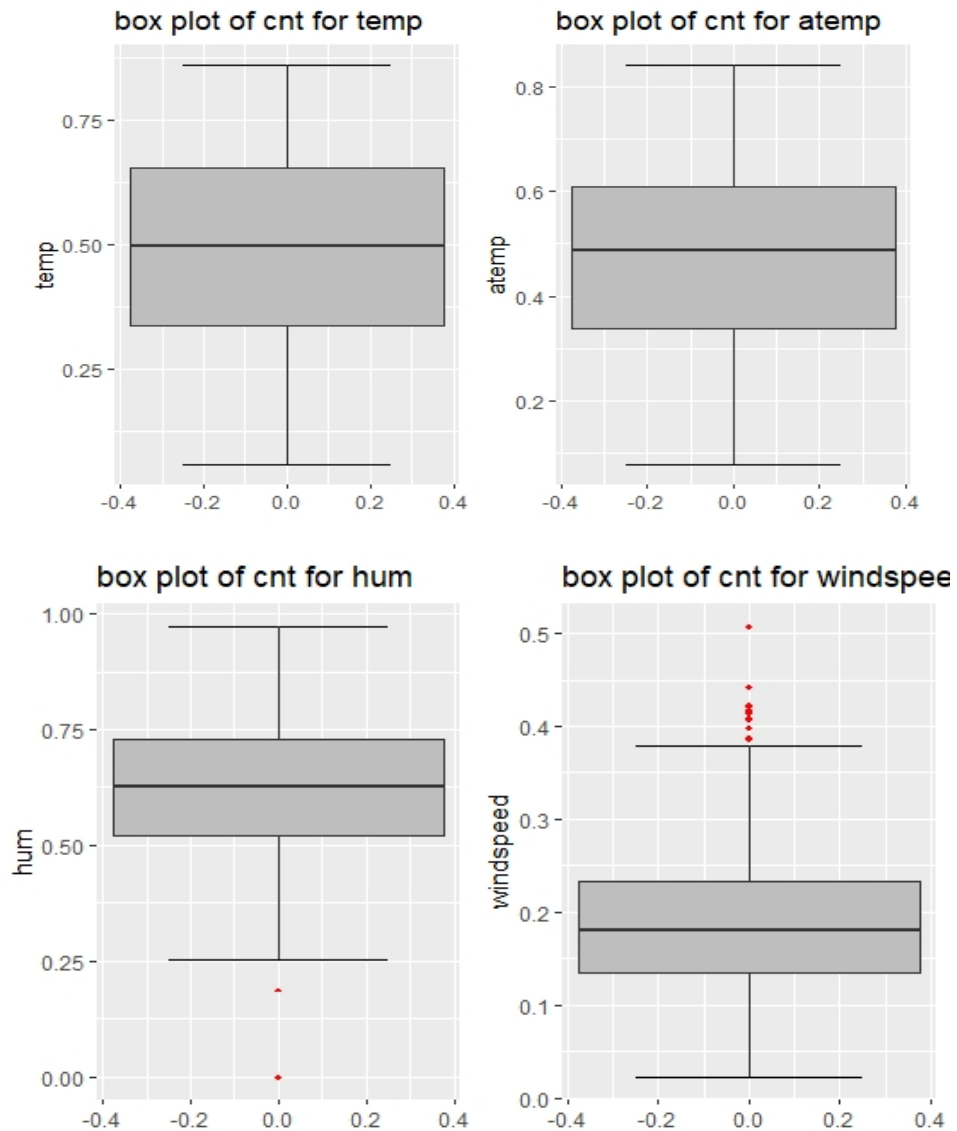 box plot of cnt for temp
0.75
0.50
0.25
temp
-0.4 -0.2 0.0 0.2 0.4
box plot of cnt for atemp
0.8
0.6
0.4
0.2
atemp
-0.4 -0.2 0.0 0.2 0.4
box plot of cnt for hum
1.00
0.75
0.50
0.25
0.00
hum
-0.4 -0.2 0.0 0.2 0.4
box plot of cnt for windspee
0.5
0.4
0.3
0.2
0.1
0.0
windspeed
-0.4 -0.2 0.0 0.2 0.4